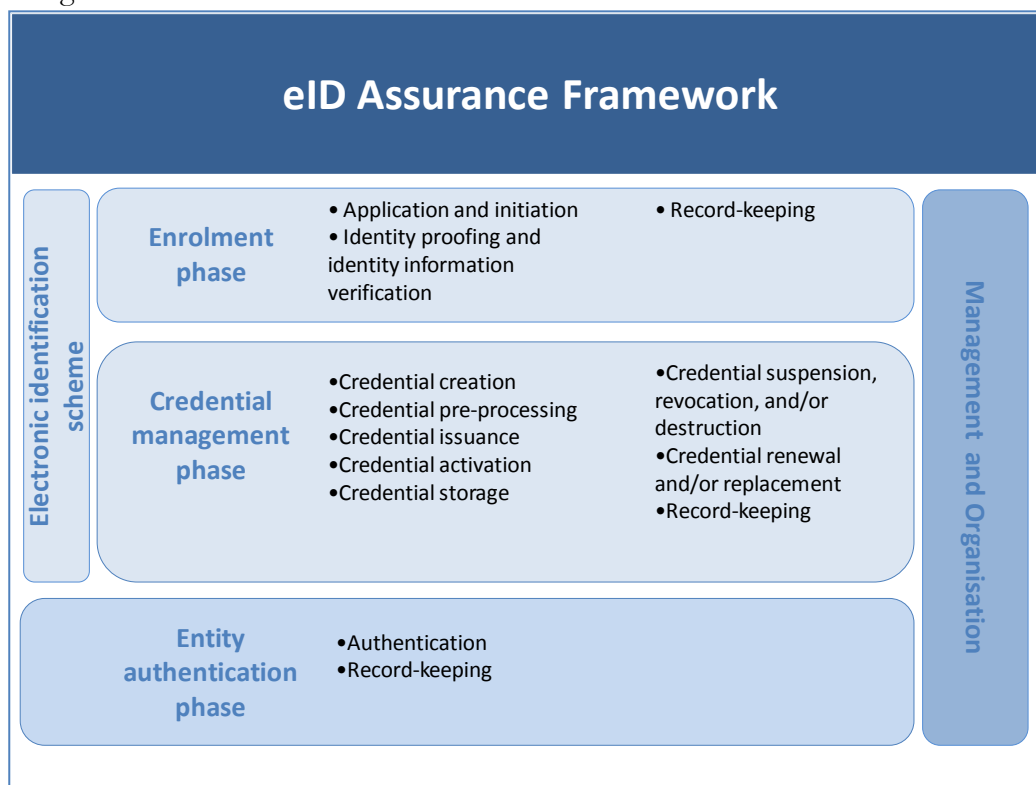 eID Assurance Framework
Electronic identification
scheme
Enrolment
phase
• Application and initiation
• Identity proofing and
identity information
verification
• Record-keeping
Credential
management
phase
•Credential creation
•Credential pre-processing
•Credential issuance
•Credential activation
•Credential storage
•Credential suspension,
revocation, and/or
destruction
•Credential renewal
and/or replacement
•Record-keeping
Entity
authentication
phase
•Authentication
•Record-keeping
Management and Organisation